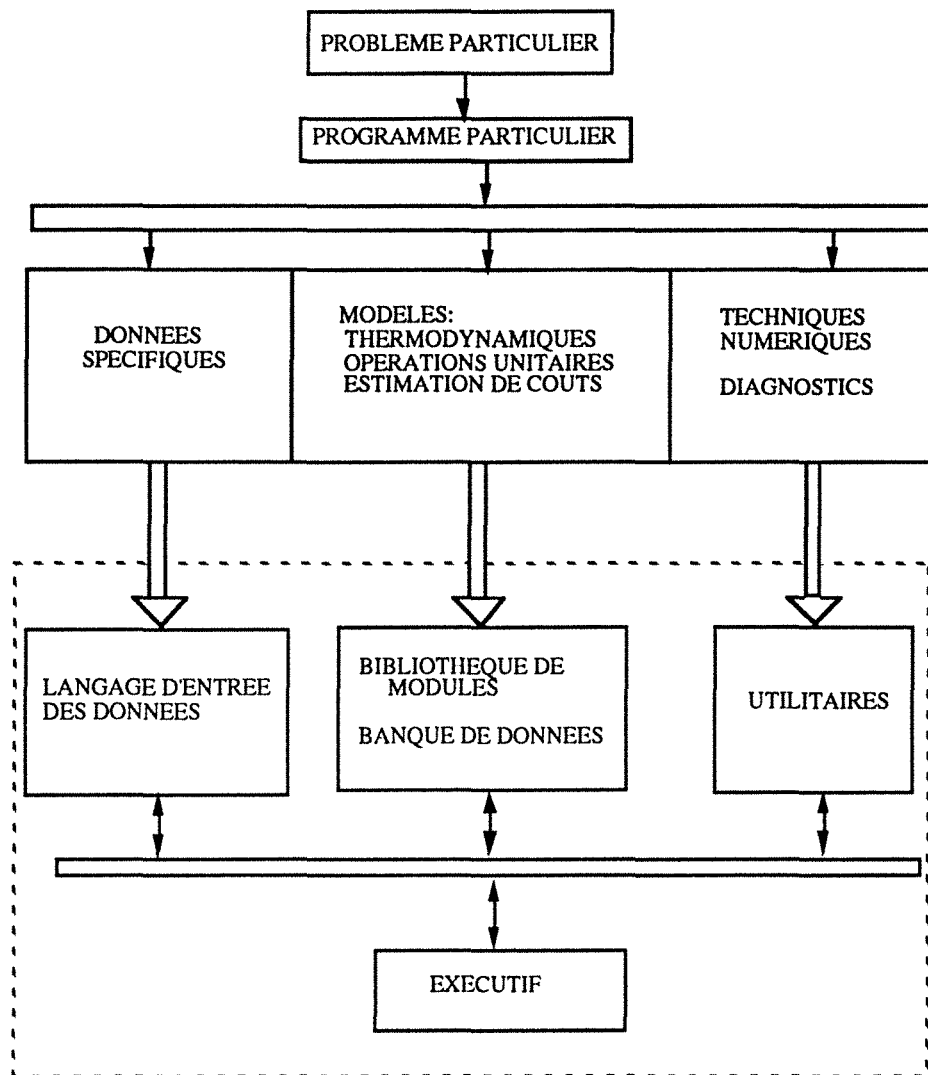 PROBLEME PARTICULIER
PROGRAMME PARTICULIER
DONNEES
SPECIFIQUES
MODELES:
THERMODYNAMIQUES
OPERATIONS UNITAIRES
ESTIMATION DE COUTS
TECHNIQUES
NUMERIQUES
DIAGNOSTICS
LANGAGE D'ENTREE
DES DONNEES
BIBLIOTHEQUE DE
MODULES
BANQUE DE DONNEES
UTILITAIRES
EXECUTIF